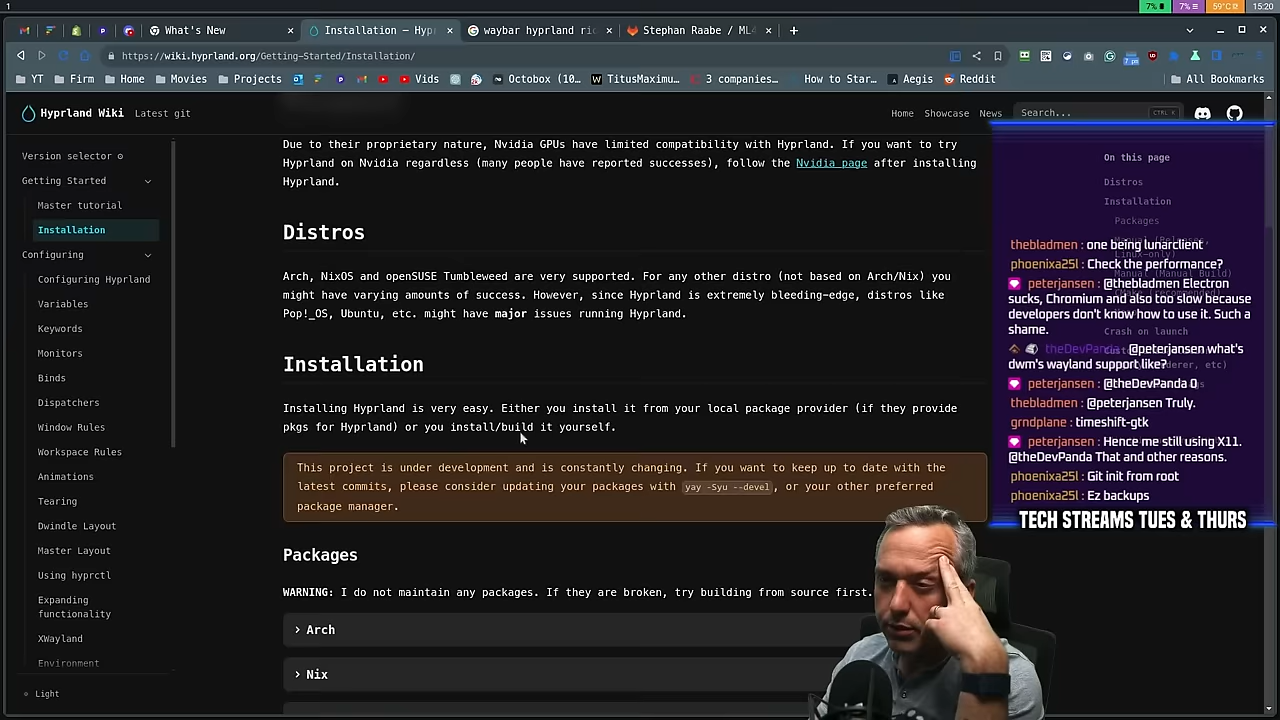 1
7%
7%
59°C
15:20
What's New
Installation – Hypr
waybar hyprland ric
Stephan Raabe / ML4
https://wiki.hyprland.org/Getting-Started/Installation/
YT
Firm
Home
Movies
Projects
Vids
Octobox (10...
TitusMaximu...
3 companies...
How to Star...
Aegis
Reddit
All Bookmarks
Hyprland Wiki
Latest git
Home
Showcase
News
Search...
CTRL K
Version selector
Getting Started
Master tutorial
Installation
Configuring
Configuring Hyprland
Variables
Keywords
Monitors
Binds
Dispatchers
Window Rules
Workspace Rules
Animations
Tearing
Dwindle Layout
Master Layout
Using hyprctl
Expanding
functionality
XWayland
Environment
Light
Due to their proprietary nature, Nvidia GPUs have limited compatibility with Hyprland. If you want to try
Hyprland on Nvidia regardless (many people have reported successes), follow the Nvidia page after installing
Hyprland.
Distros
Arch, NixOS and openSUSE Tumbleweed are very supported. For any other distro (not based on Arch/Nix) you
might have varying amounts of success. However, since Hyprland is extremely bleeding-edge, distros like
Pop!_OS, Ubuntu, etc. might have major issues running Hyprland.
Installation
Installing Hyprland is very easy. Either you install it from your local package provider (if they provide
pkgs for Hyprland) or you install/build it yourself.
This project is under development and is constantly changing. If you want to keep up to date with the
latest commits, please consider updating your packages with yay -Syu --devel, or your other preferred
package manager.
Packages
WARNING: I do not maintain any packages. If they are broken, try building from source first.
Arch
Nix
On this page
Distros
Installation
Packages
Manual (Manual Build)
Crash on launch
thebladmen : one being lunarclient
phoenixa25l : Check the performance?
peterjansen : @thebladmen Electron
sucks, Chromium and also too slow because
developers don't know how to use it. Such a
shame.
theDevPanda : @peterjansen what's
dwm's wayland support like?
peterjansen : @theDevPanda 0
thebladmen : @peterjansen Truly.
grndplane : timeshift-gtk
peterjansen : Hence me still using X11.
@theDevPanda That and other reasons.
phoenixa25l : Git init from root
phoenixa25l : Ez backups
TECH STREAMS TUES & THURS